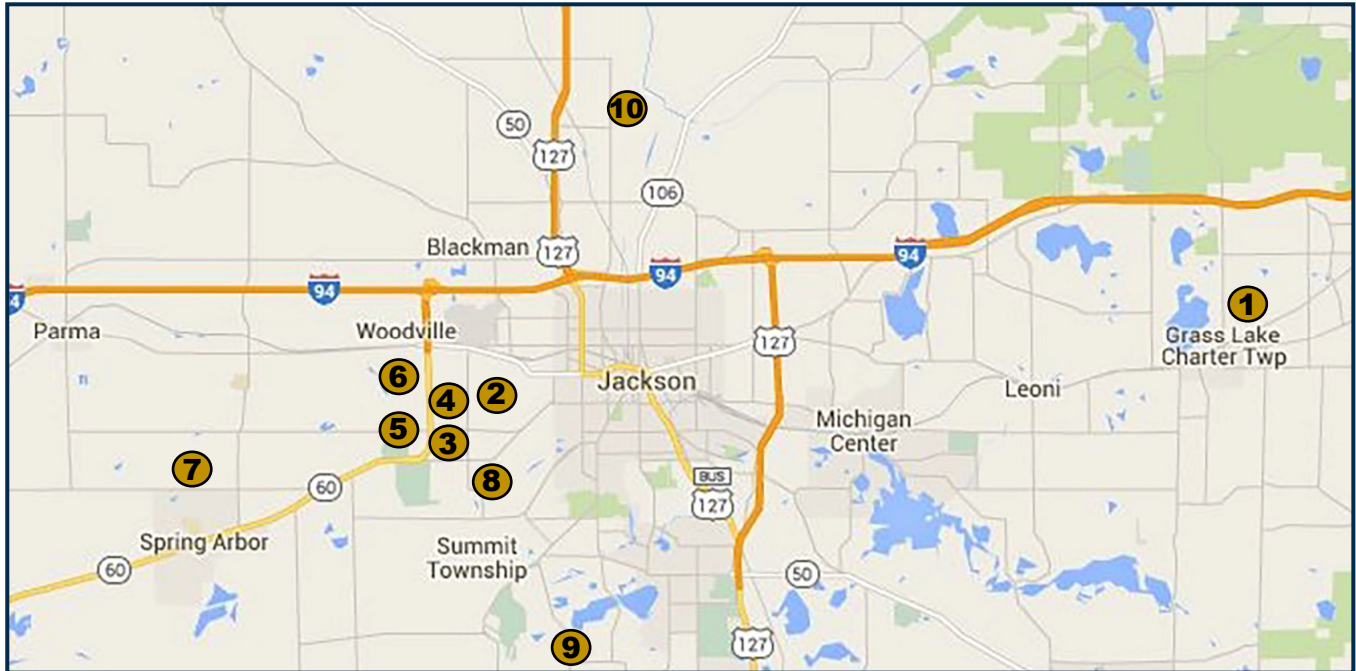 10
50
127
106
Blackman
127
94
94
94
4
1
Parma
Woodville
127
Grass Lake
Charter Twp
6
Jackson
4
2
Leoni
5
3
Michigan
Center
7
8
60
BUS
127
Spring Arbor
Summit
Township
60
50
9
127